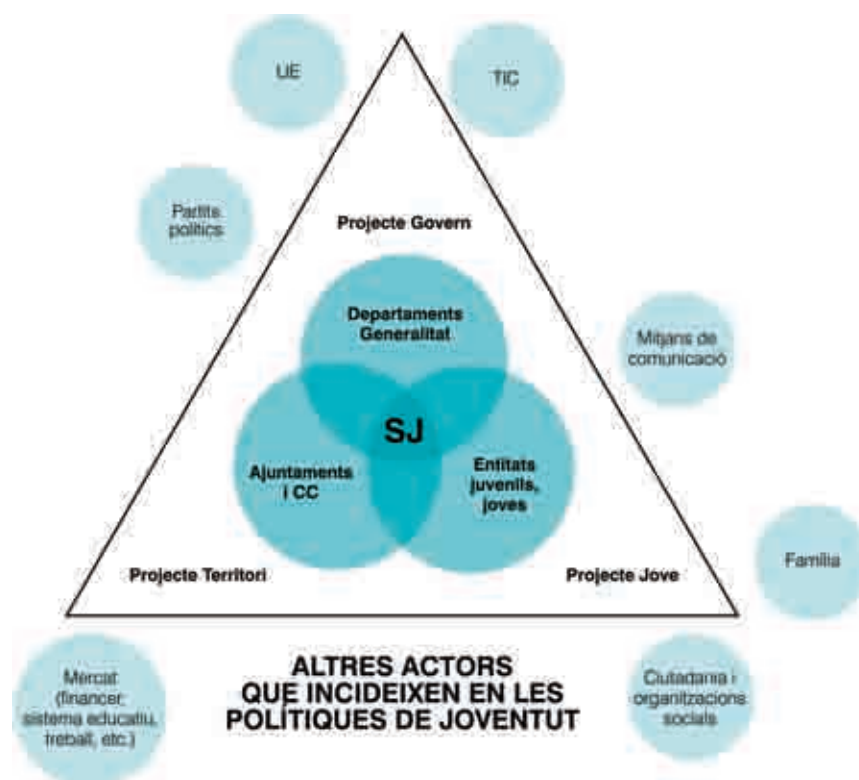 UE
TIC
Partits
polítics
Projecte Govern
Departaments
Generalitat
Mitjans de
comunicació
SJ
Ajuntaments
i CC
Entitats
juvenils,
joves
Projecte Territori
Projecte Jove
Família
Mercat
(financer,
sistema educatiu,
treball, etc.)
ALTRES ACTORS
QUE INCIDEIXEN EN LES
POLÍTIQUES DE JOVENTUT
Ciutadania i
organitzacions
socials